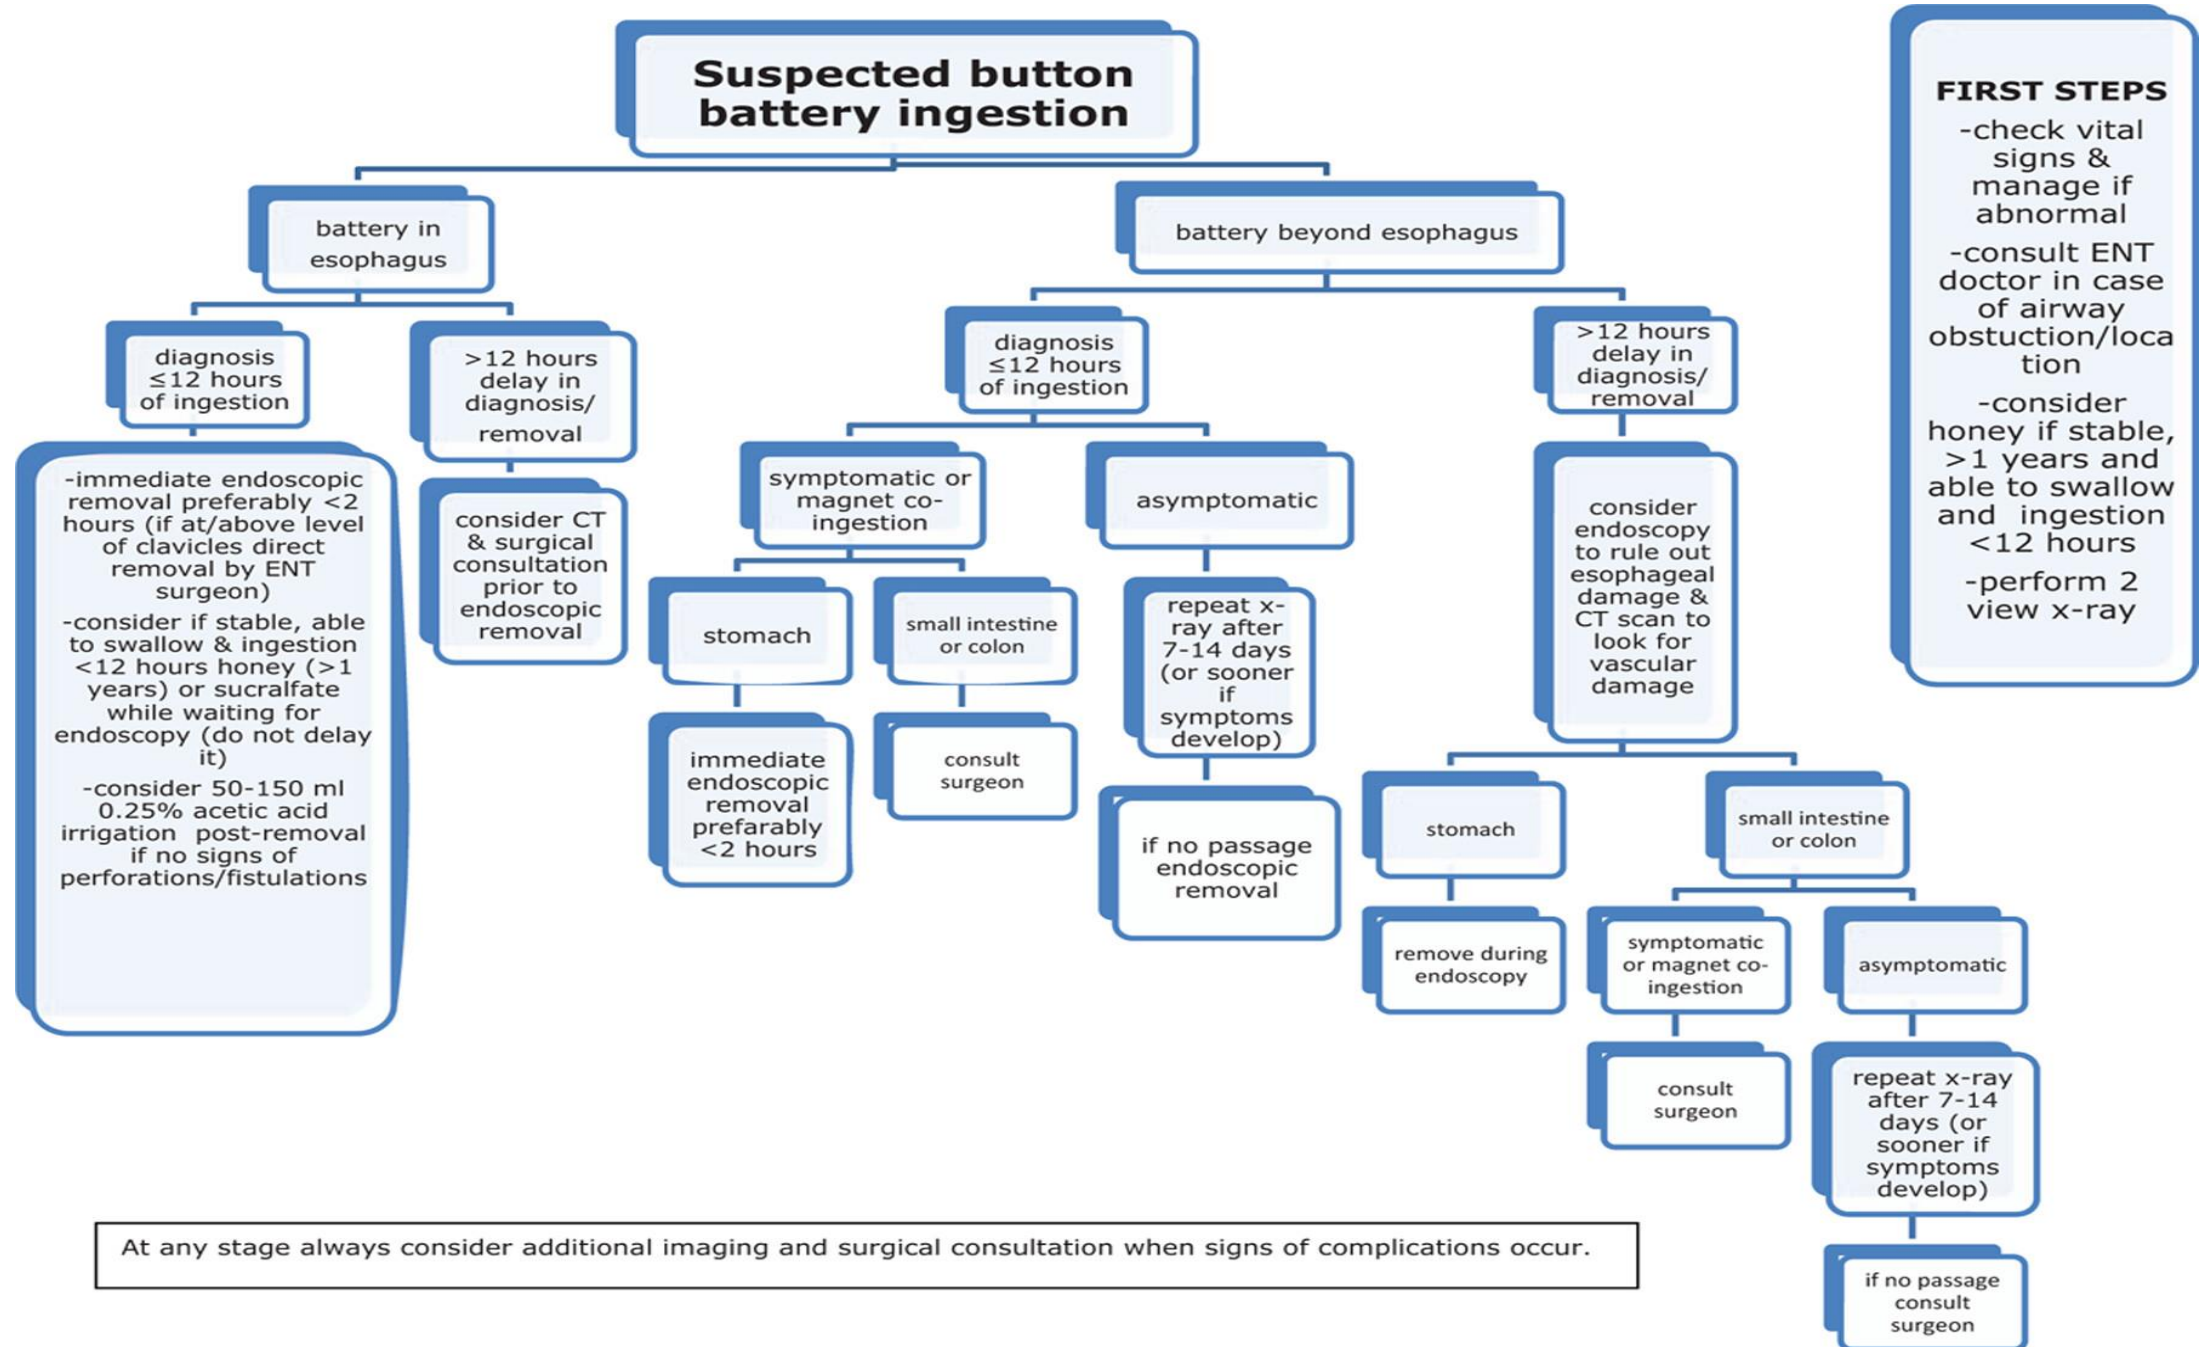 Suspected button
battery ingestion
FIRST STEPS
-check vital
signs &
manage if
abnormal
-consult ENT
doctor in case
of airway
obstuction/loca
tion
-consider
honey if stable,
>1 years and
able to swallow
and ingestion
<12 hours
-perform 2
view x-ray
battery in
esophagus
battery beyond esophagus
diagnosis
≤12 hours
of ingestion
>12 hours
delay in
diagnosis/
removal
diagnosis
≤12 hours
of ingestion
>12 hours
delay in
diagnosis/
removal
-immediate endoscopic
removal preferably <2
hours (if at/above level
of clavicles direct
removal by ENT
surgeon)
-consider if stable, able
to swallow & ingestion
<12 hours honey (>1
years) or sucralfate
while waiting for
endoscopy (do not delay
it)
-consider 50-150 ml
0.25% acetic acid
irrigation post-removal
if no signs of
perforations/fistulations
consider CT
& surgical
consultation
prior to
endoscopic
removal
symptomatic or
magnet co-
ingestion
asymptomatic
consider
endoscopy
to rule out
esophageal
damage &
CT scan to
look for
vascular
damage
stomach
small intestine
or colon
repeat x-
ray after
7-14 days
(or sooner
if
symptoms
develop)
immediate
endoscopic
removal
prefarably
<2 hours
consult
surgeon
if no passage
endoscopic
removal
stomach
small intestine
or colon
remove during
endoscopy
symptomatic
or magnet co-
ingestion
asymptomatic
consult
surgeon
repeat x-ray
after 7-14
days (or
sooner if
symptoms
develop)
if no passage
consult
surgeon
At any stage always consider additional imaging and surgical consultation when signs of complications occur.